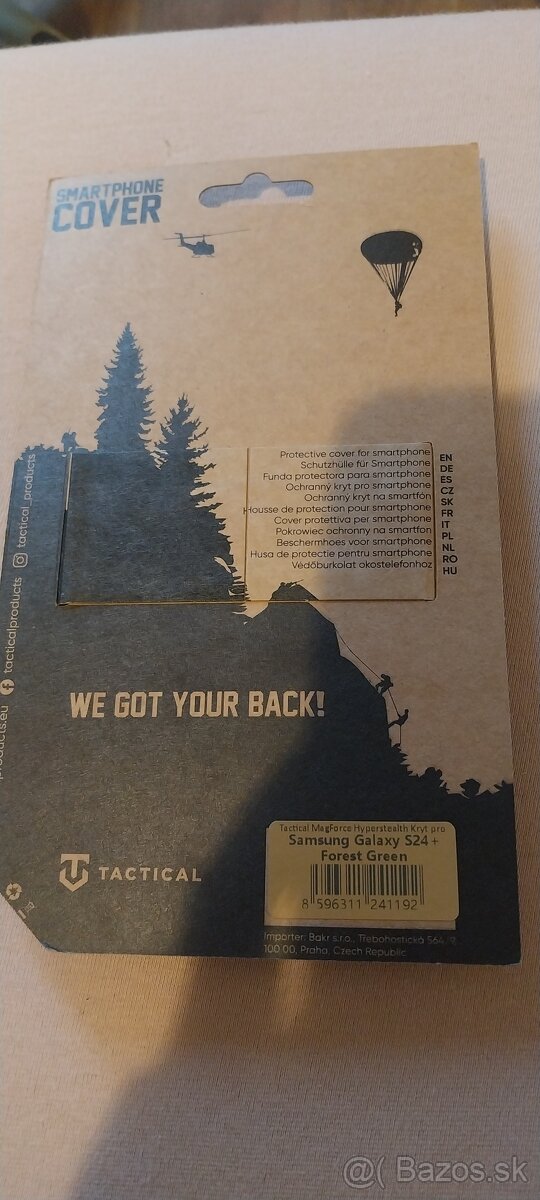 SMARTPHONE
COVER
Protective cover for smartphone EN
Schutzhülle für Smartphone DE
Funda protectora para smartphone ES
Ochranný kryt pro smartphone CZ
Ochranný kryt na smartfón SK
Housse de protection pour smartphone FR
Cover protettiva per smartphone IT
Pokrowiec ochronny na smartfon PL
Beschermhoes voor smartphone NL
Husa de protectie pentru smartphone RO
Védőburkolat okostelefonhoz HU
tactical_products
tacticalproducts
products.eu
WE GOT YOUR BACK!
TACTICAL
Tactical MagForce Hyperstealth Kryt pro
Samsung Galaxy S24+
Forest Green
8 596311 241192
Importer: Bakr s.r.o., Třebohostická 564/9,
100 00, Praha, Czech Republic
@( Bazos.sk